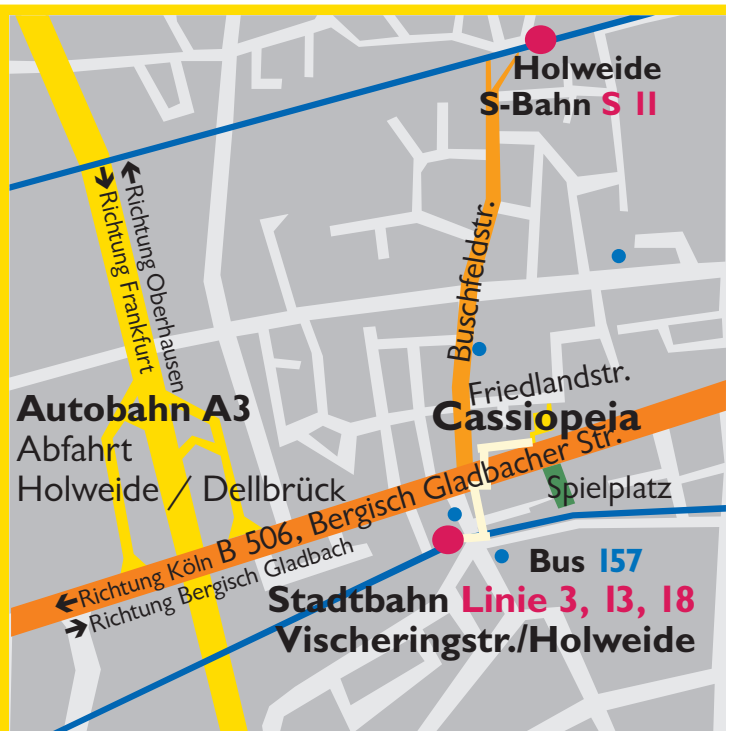 Holweide
S-Bahn S 11
Richtung Oberhausen
Richtung Frankfurt
Buschfeldstr.
Friedlandstr.
Autobahn A3
Abfahrt
Holweide / Dellbrück
Cassiopeia
Spielplatz
Richtung Köln B 506, Bergisch Gladbacher Str.
Richtung Bergisch Gladbach
Bus 157
Stadtbahn Linie 3, 13, 18
Vischeringstr./Holweide